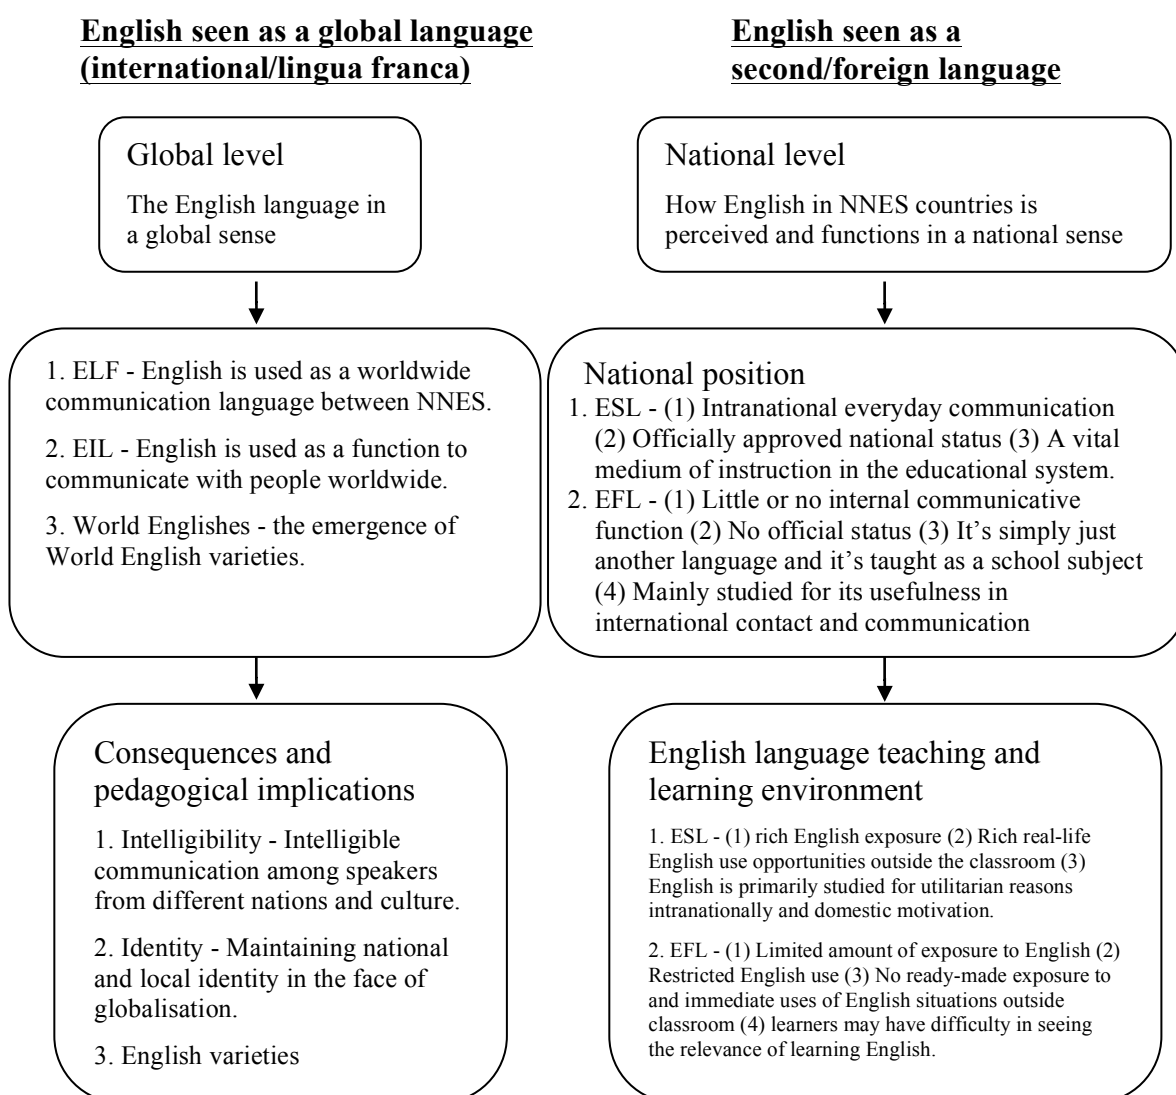 English seen as a global language
(international/lingua franca)
English seen as a
second/foreign language
Global level
The English language in
a global sense
National level
How English in NNES countries is
perceived and functions in a national sense
1. ELF - English is used as a worldwide
communication language between NNES.
2. EIL - English is used as a function to
communicate with people worldwide.
3. World Englishes - the emergence of
World English varieties.
National position
1. ESL - (1) Intranational everyday communication
(2) Officially approved national status (3) A vital
medium of instruction in the educational system.
2. EFL - (1) Little or no internal communicative
function (2) No official status (3) It’s simply just
another language and it’s taught as a school subject
(4) Mainly studied for its usefulness in
international contact and communication
Consequences and
pedagogical implications
1. Intelligibility - Intelligible
communication among speakers
from different nations and culture.
2. Identity - Maintaining national
and local identity in the face of
globalisation.
3. English varieties
English language teaching and
learning environment
1. ESL - (1) rich English exposure (2) Rich real-life
English use opportunities outside the classroom (3)
English is primarily studied for utilitarian reasons
intranationally and domestic motivation.
2. EFL - (1) Limited amount of exposure to English (2)
Restricted English use (3) No ready-made exposure to
and immediate uses of English situations outside
classroom (4) learners may have difficulty in seeing
the relevance of learning English.